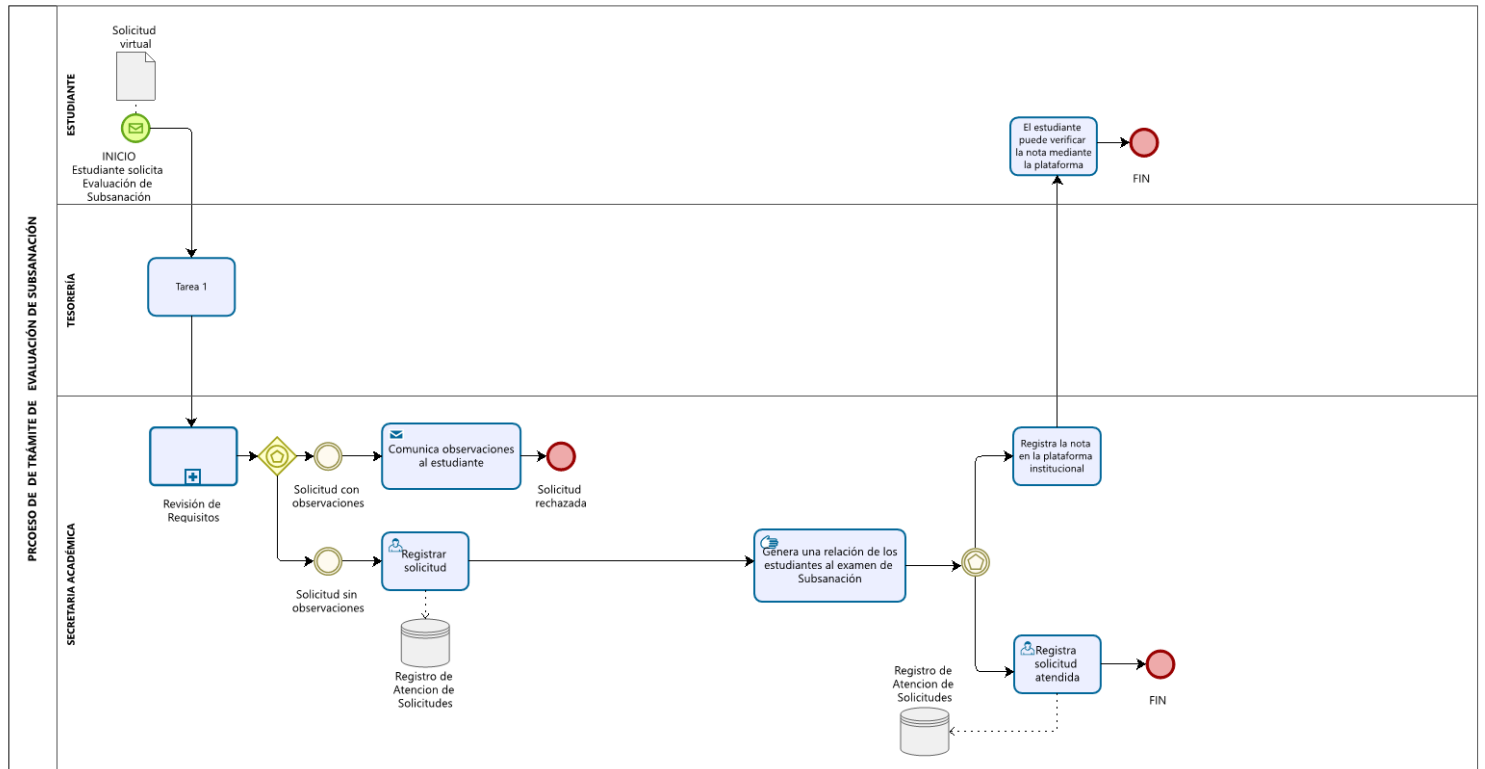 PRCOESO DE DE TRÁMITE DE EVALUACIÓN DE SUBSANACIÓN
ESTUDIANTE
Solicitud
virtual
INICIO
Estudiante solicita
Evaluación de
Subsanación
El estudiante
puede verificar
la nota mediante
la plataforma
FIN
TESORERÍA
Tarea 1
SECRETARIA ACADÉMICA
Revisión de
Requisitos
Solicitud con
observaciones
Comunica observaciones
al estudiante
Solicitud
rechazada
Solicitud sin
observaciones
Registrar
solicitud
Registro de
Atencion de
Solicitudes
Genera una relación de los
estudiantes al examen de
Subsanación
Registra la nota
en la plataforma
institucional
Registra
solicitud
atendida
FIN
Registro de
Atencion de
Solicitudes